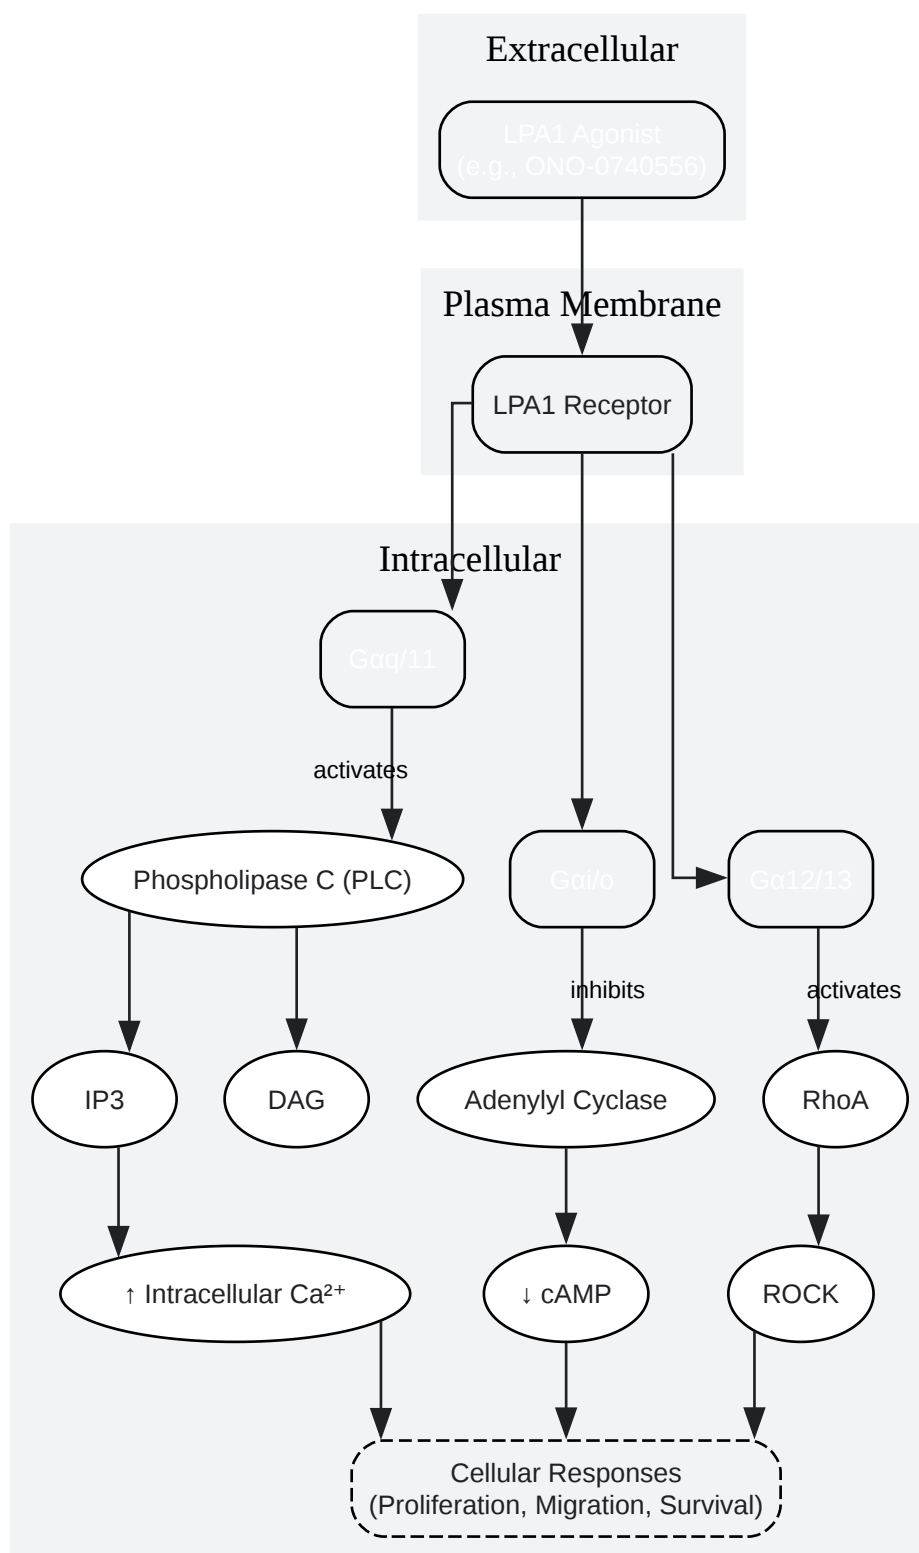 Extracellular
LPA1 Agonist
(e.g., ONO-0740556)
Plasma Membrane
LPA1 Receptor
Intracellular
Gαq/11
activates
Phospholipase C (PLC)
Gαi/o
Gα12/13
inhibits
activates
IP3
DAG
Adenylyl Cyclase
RhoA
↑ Intracellular Ca²⁺
↓ cAMP
ROCK
Cellular Responses
(Proliferation, Migration, Survival)